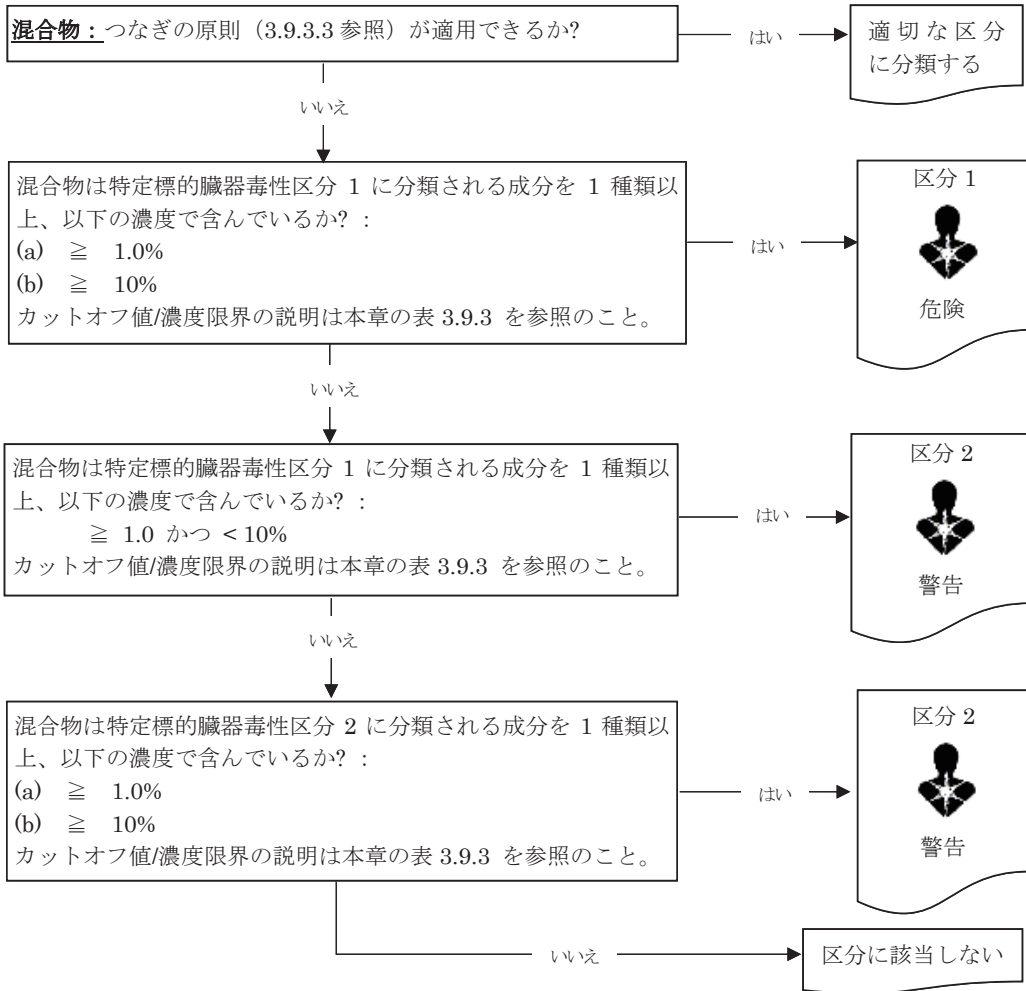 混合物：つなぎの原則（3.9.3.3 参照）が適用できるか?
はい
適切な区分
に分類する
いいえ
混合物は特定標的臓器毒性区分 1 に分類される成分を 1 種類以
上、以下の濃度で含んでいるか? :
(a) ≧ 1.0%
(b) ≧ 10%
カットオフ値/濃度限界の説明は本章の表 3.9.3 を参照のこと。
はい
区分 1
危険
いいえ
混合物は特定標的臓器毒性区分 1 に分類される成分を 1 種類以
上、以下の濃度で含んでいるか? :
≧ 1.0 かつ < 10%
カットオフ値/濃度限界の説明は本章の表 3.9.3 を参照のこと。
はい
区分 2
警告
いいえ
混合物は特定標的臓器毒性区分 2 に分類される成分を 1 種類以
上、以下の濃度で含んでいるか? :
(a) ≧ 1.0%
(b) ≧ 10%
カットオフ値/濃度限界の説明は本章の表 3.9.3 を参照のこと。
はい
区分 2
警告
いいえ
区分に該当しない